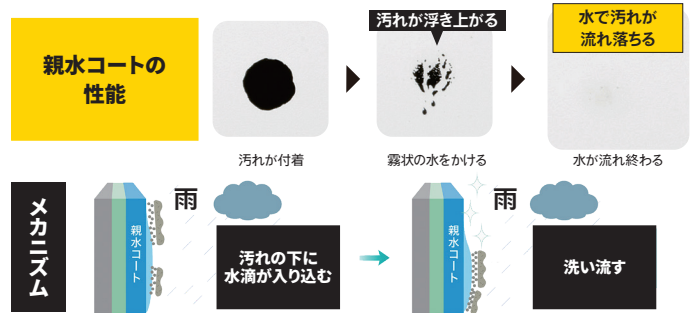 親水コートの
性能
汚れが付着
汚れが浮き上がる
霧状の水をかける
水で汚れが
流れ落ちる
水が流れ終わる
メカニズム
親水コート
雨
汚れの下に
水滴が入り込む
親水コート
雨
洗い流す